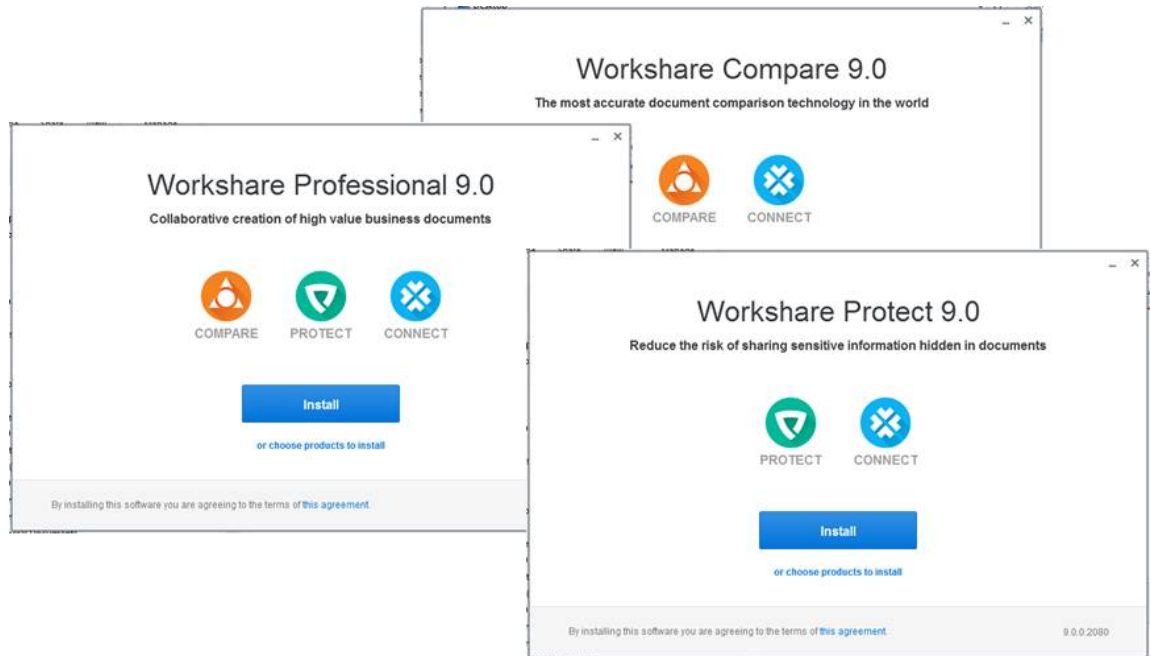 Workshare Compare 9.0
The most accurate document comparison technology in the world
COMPARE CONNECT
Workshare Professional 9.0
Collaborative creation of high value business documents
COMPARE PROTECT CONNECT
Install
or choose products to install
By installing this software you are agreeing to the terms of this agreement
Workshare Protect 9.0
Reduce the risk of sharing sensitive information hidden in documents
PROTECT CONNECT
Install
or choose products to install
By installing this software you are agreeing to the terms of this agreement.
9.0.0.2080